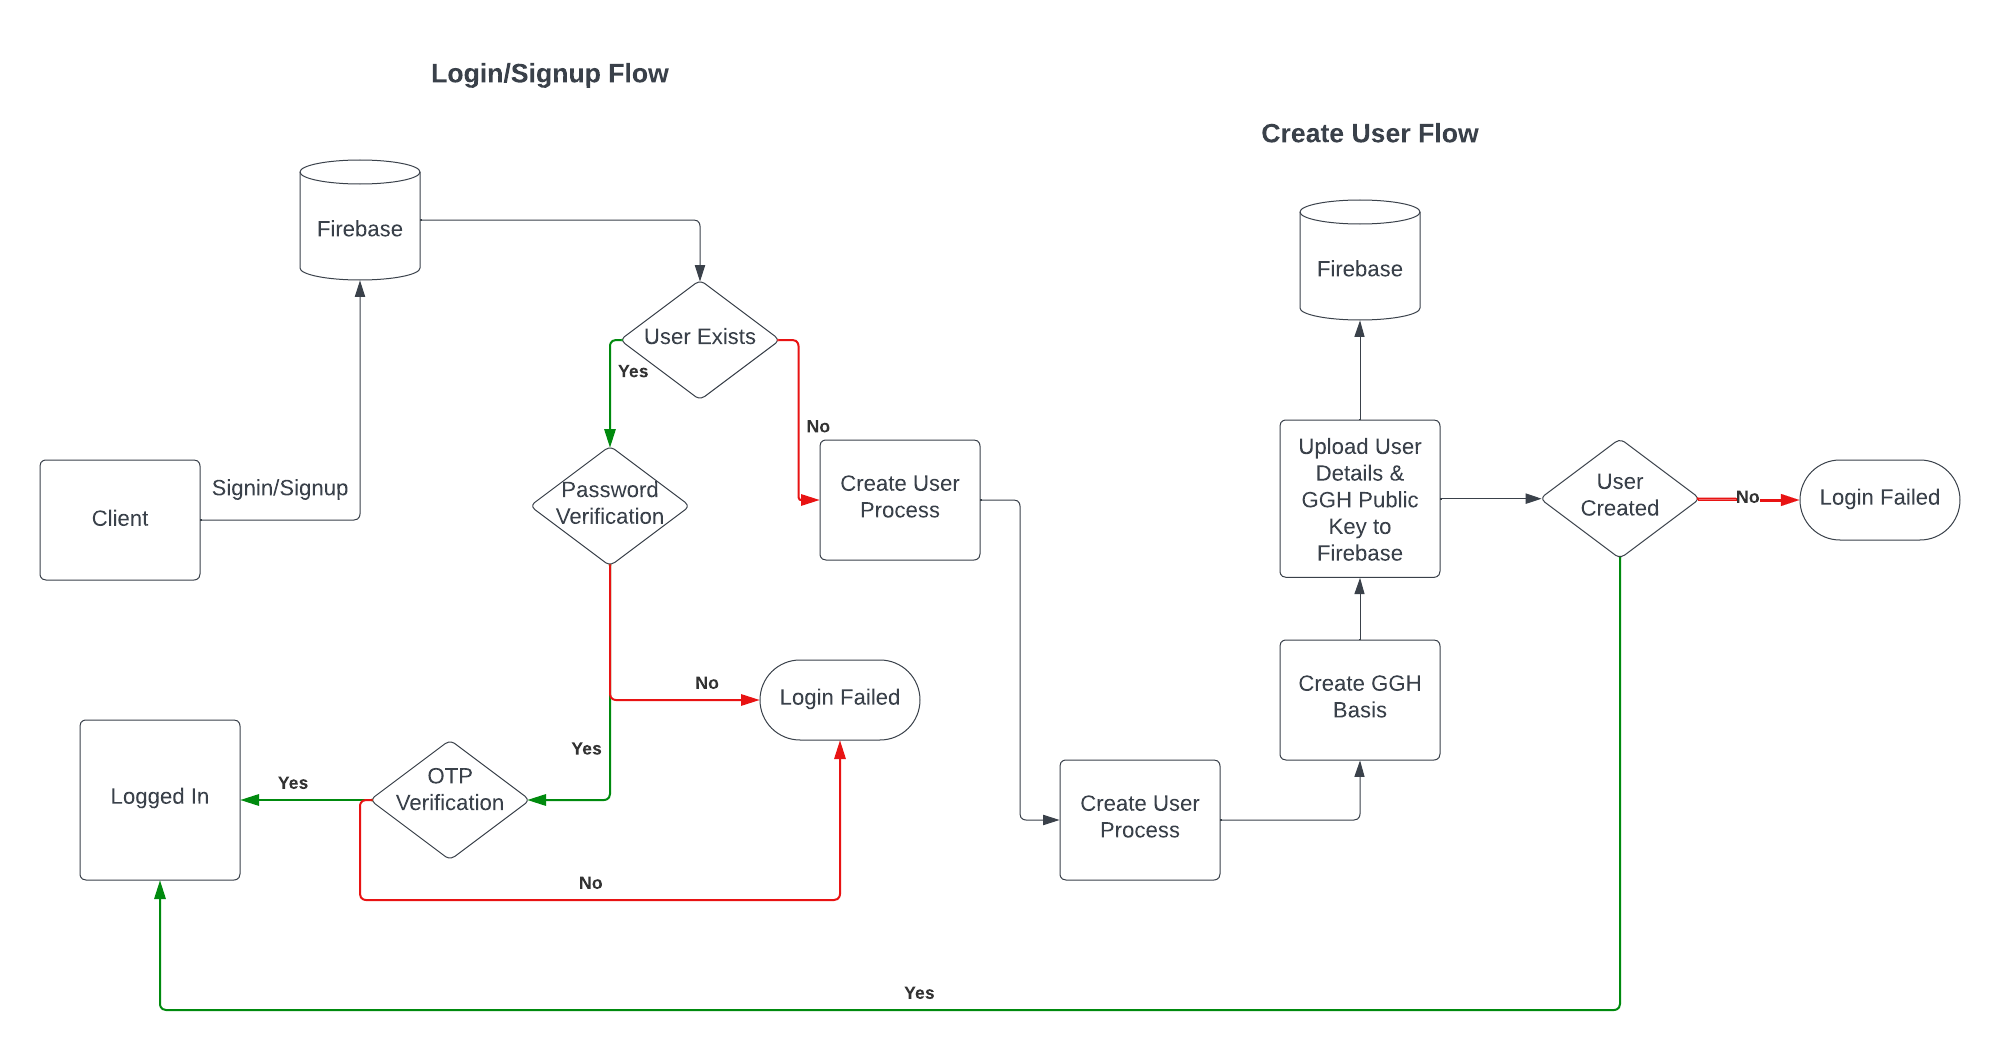 Login/Signup Flow
Create User Flow
Firebase
Firebase
User Exists
Yes
No
Signin/Signup
Client
Password
Verification
Create User
Process
Upload User
Details &
GGH Public
Key to
Firebase
User
Created
No
Login Failed
No
Login Failed
Create GGH
Basis
Yes
OTP
Verification
Yes
Logged In
No
Create User
Process
Yes